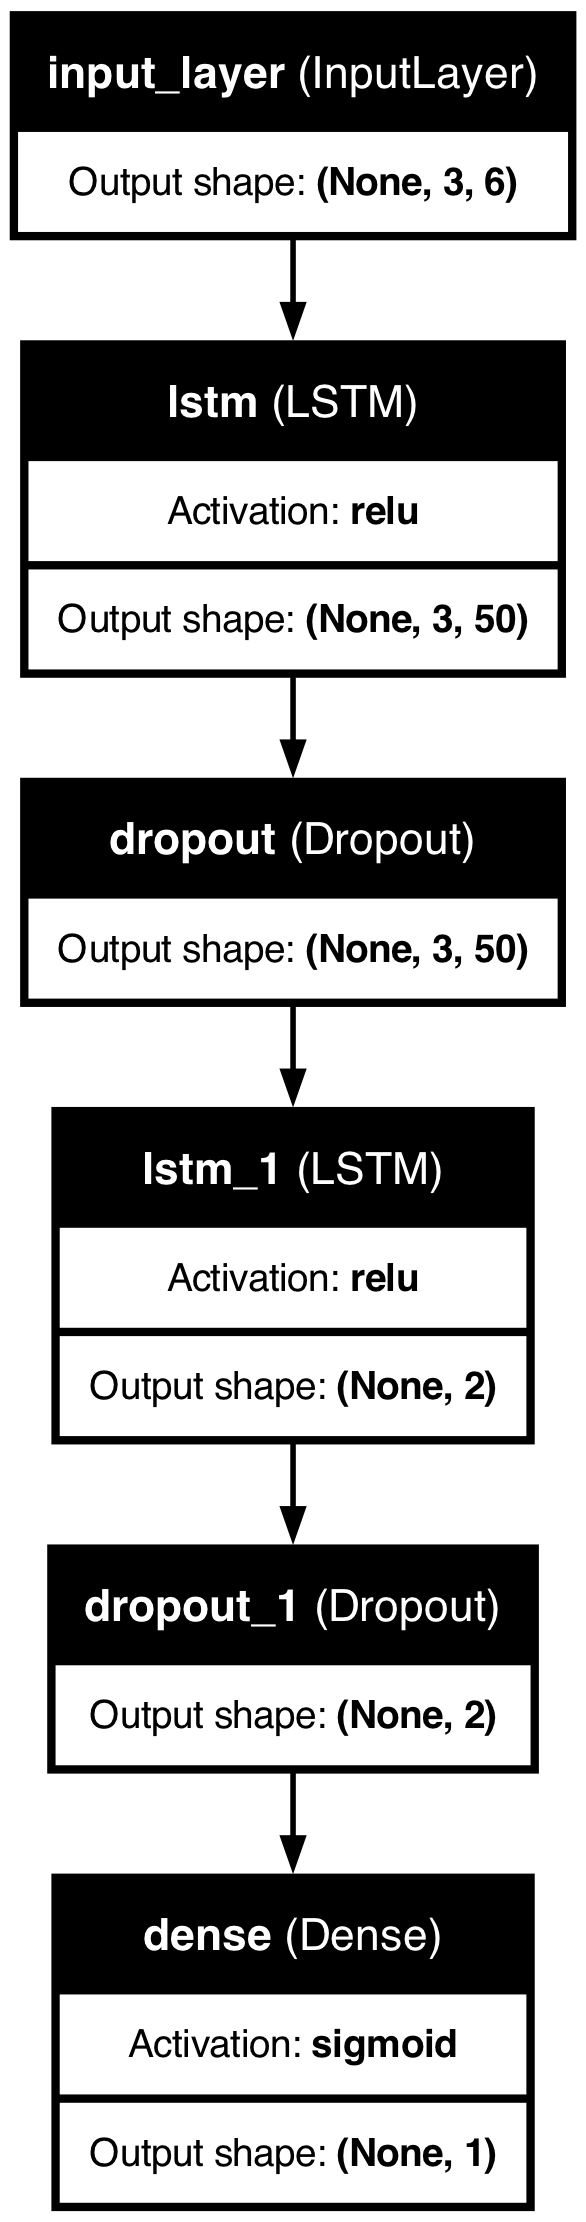 input_layer (InputLayer)
Output shape: (None, 3, 6)
lstm (LSTM)
Activation: relu
Output shape: (None, 3, 50)
dropout (Dropout)
Output shape: (None, 3, 50)
lstm_1 (LSTM)
Activation: relu
Output shape: (None, 2)
dropout_1 (Dropout)
Output shape: (None, 2)
dense (Dense)
Activation: sigmoid
Output shape: (None, 1)